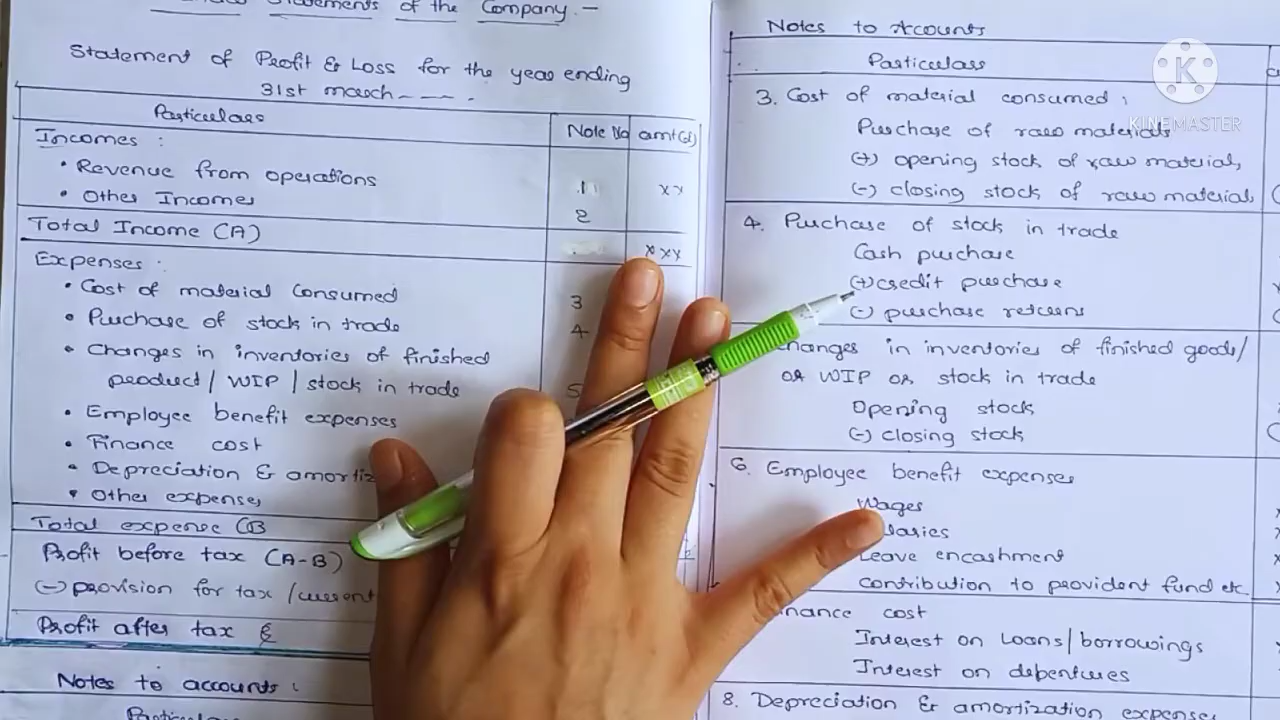 Statements of the Company.-
Statement of Profit & Loss for the year ending
31st march----.
Particulars
Note No
amt(₹)
Incomes:
• Revenue from operations
1
xx
• Other Incomes
2
Total Income (A)
xxx
Expenses:
• Cost of material Consumed
3
• Purchase of stock in trade
4
• Changes in inventories of finished
product/ WIP / stock in trade
5
• Employee benefit expenses
• Finance cost
• Depreciation & amortiz
• Other expenses
Total expense (B
Profit before tax (A-B)
(-) provision for tax /current
Profit after tax
Notes to accounts:
Notes to Accounts
Particulars
3. Cost of material consumed:
Purchase of raw materials
(+) opening stock of raw material,
(-) closing stock of raw material
4. Purchase of stock in trade
Cash purchase
(+) credit purchase
(-) purchase returns
changes in inventories of finished goods/
or WIP or stock in trade
Opening stock
(-) closing stock
6. Employee benefit expenses
Wages
Salaries
Leave encashment
Contribution to provident fund etc.
inance cost
Interest on Loans/borrowings
Interest on debentures
8. Depreciation & amortization expenses
KINEMASTER